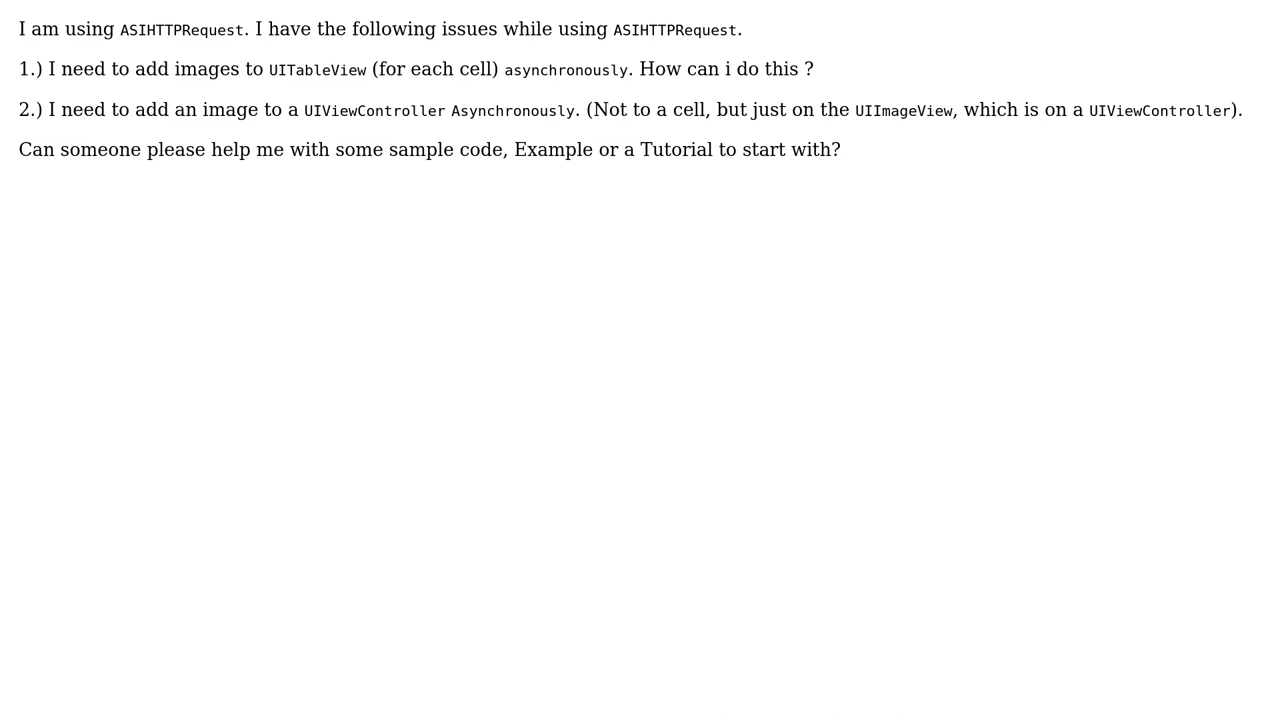 I am using ASIHTTPRequest. I have the following issues while using ASIHTTPRequest.
1.) I need to add images to UITableView (for each cell) asynchronously. How can i do this ?
2.) I need to add an image to a UIViewController Asynchronously. (Not to a cell, but just on the UIImageView, which is on a UIViewController).
Can someone please help me with some sample code, Example or a Tutorial to start with?